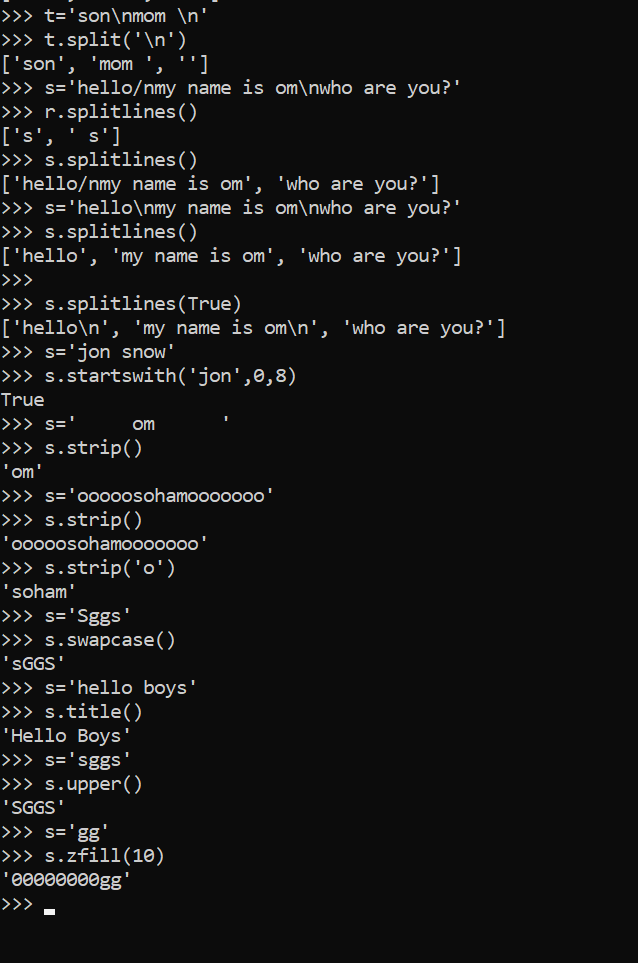 >>> t='son\nmom \n'
>>> t.split('\n')
['son', 'mom ', '']
>>> s='hello/nmy name is om\nwho are you?'
>>> r.splitlines()
['s', ' s']
>>> s.splitlines()
['hello/nmy name is om', 'who are you?']
>>> s='hello\nmy name is om\nwho are you?'
>>> s.splitlines()
['hello', 'my name is om', 'who are you?']
>>>
>>> s.splitlines(True)
['hello\n', 'my name is om\n', 'who are you?']
>>> s='jon snow'
>>> s.startswith('jon',0,8)
True
>>> s='     om      '
>>> s.strip()
'om'
>>> s='ooooosohamooooooo'
>>> s.strip()
'ooooosohamooooooo'
>>> s.strip('o')
'soham'
>>> s='Sggs'
>>> s.swapcase()
'sGGS'
>>> s='hello boys'
>>> s.title()
'Hello Boys'
>>> s='sggs'
>>> s.upper()
'SGGS'
>>> s='gg'
>>> s.zfill(10)
'00000000gg'
>>>